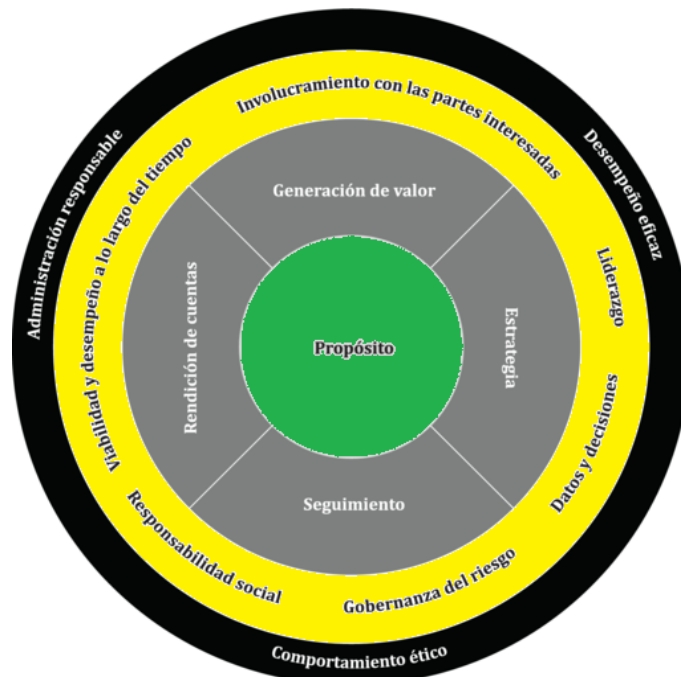 Involucramiento con las partes interesadas
Desempeño eficaz
Administración responsable
Viabilidad y desempeño a lo largo del tiempo
Generación de valor
Liderazgo
Rendición de cuentas
Propósito
Estrategia
Datos y decisiones
Seguimiento
Responsabilidad social
Gobernanza del riesgo
Comportamiento ético